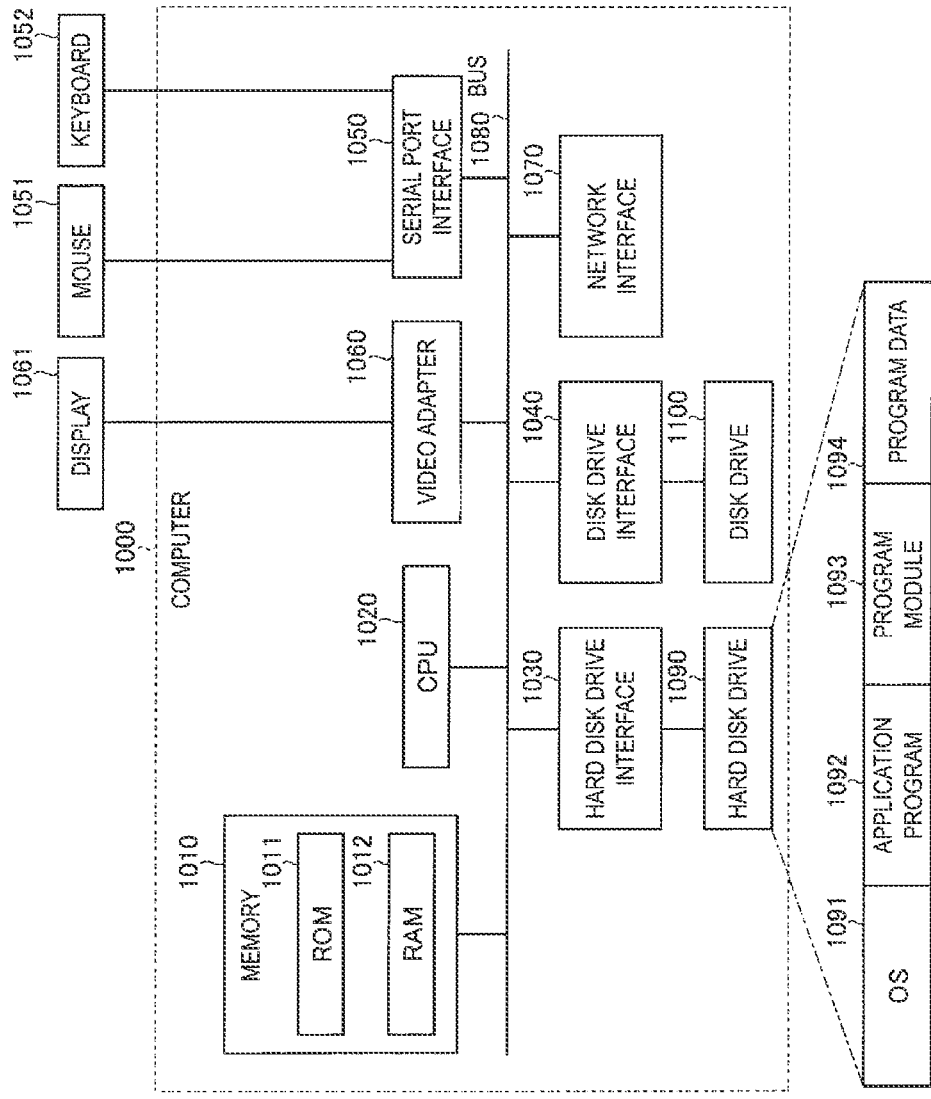 1061
DISPLAY
1051
MOUSE
1052
KEYBOARD
1000
COMPUTER
1010
MEMORY
1011
ROM
1012
RAM
1020
CPU
1060
VIDEO ADAPTER
1050
SERIAL PORT
INTERFACE
1080
BUS
1030
HARD DISK DRIVE
INTERFACE
1040
DISK DRIVE
INTERFACE
1070
NETWORK
INTERFACE
1090
HARD DISK DRIVE
1100
DISK DRIVE
1091
OS
1092
APPLICATION
PROGRAM
1093
PROGRAM
MODULE
1094
PROGRAM DATA